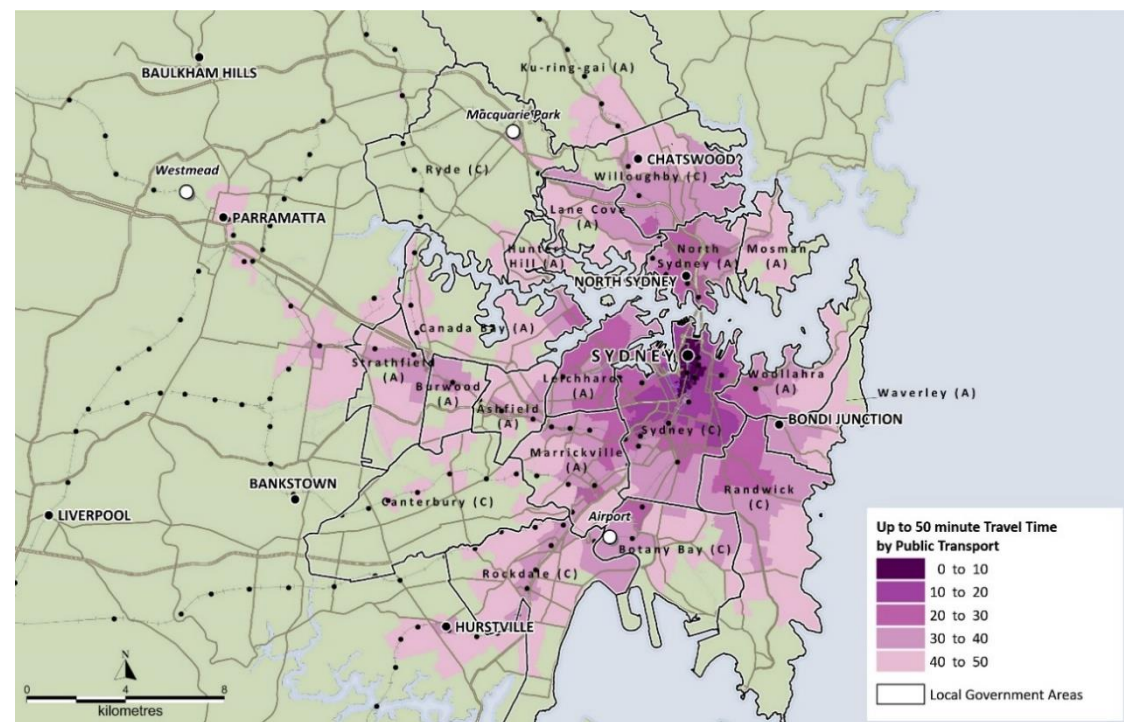 BAULKHAM HILLS
Ku-ring-gai (A)
Macquarie Park
Westmead
Ryde (C)
CHATSWOOD
Willoughby (C)
PARRAMATTA
Lane Cove
(A)
Hunters
Hill (A)
North
Sydney (A)
Mosman
(A)
NORTH SYDNEY
Canada Bay (A)
SYDNEY
Strathfield
(A)
Burwood
(A)
Leichhardt
(A)
Woollahra
(A)
Waverley (A)
Ashfield
(A)
Sydney (C)
BONDI JUNCTION
Marrickville
(A)
BANKSTOWN
Canterbury (C)
Randwick
(C)
LIVERPOOL
Airport
Botany Bay (C)
Rockdale (C)
HURSTVILLE
Up to 50 minute Travel Time
by Public Transport
0 to 10
10 to 20
20 to 30
30 to 40
40 to 50
Local Government Areas
N
0 4 8
kilometres